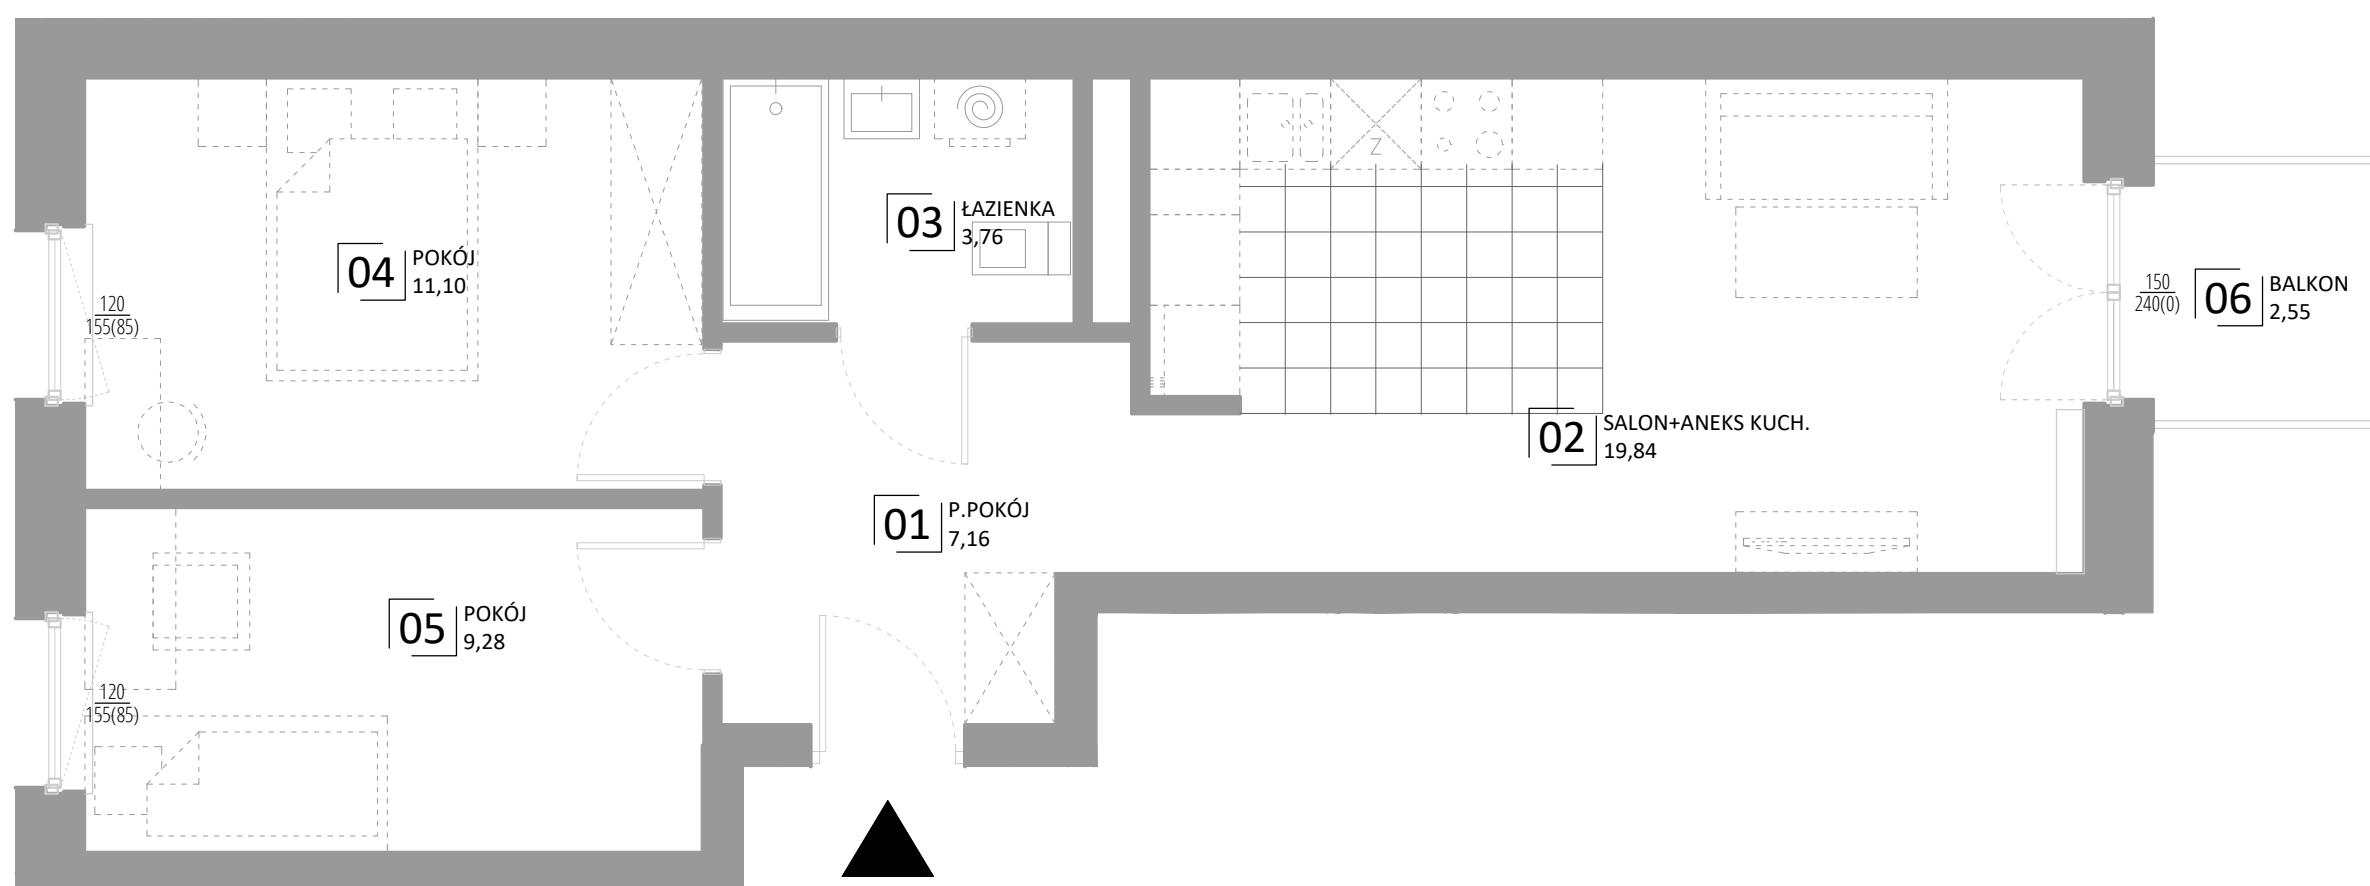 03
ŁAZIENKA
3,76
04
POKÓJ
11,10
120
155(85)
Z
150
240(0)
06
BALKON
2,55
02
SALON+ANEKS KUCH.
19,84
01
P.POKÓJ
7,16
05
POKÓJ
9,28
120
155(85)